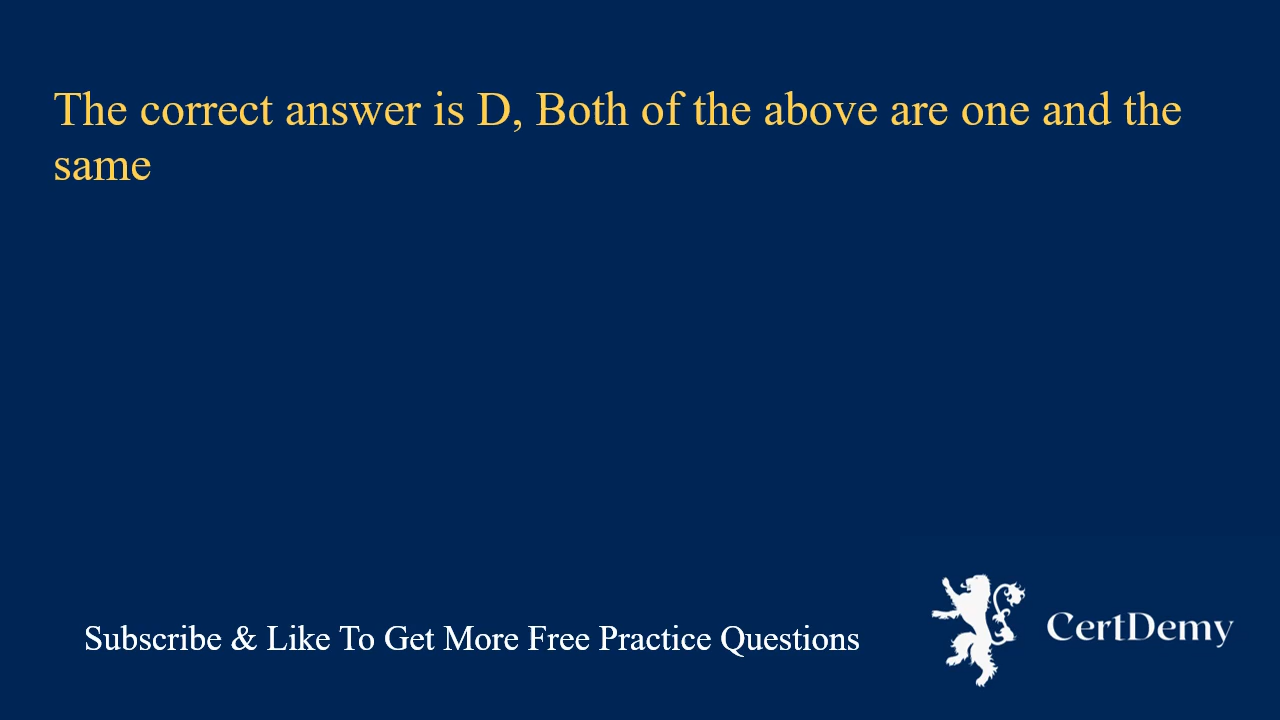 The correct answer is D, Both of the above are one and the
same
Subscribe & Like To Get More Free Practice Questions
CertDemy